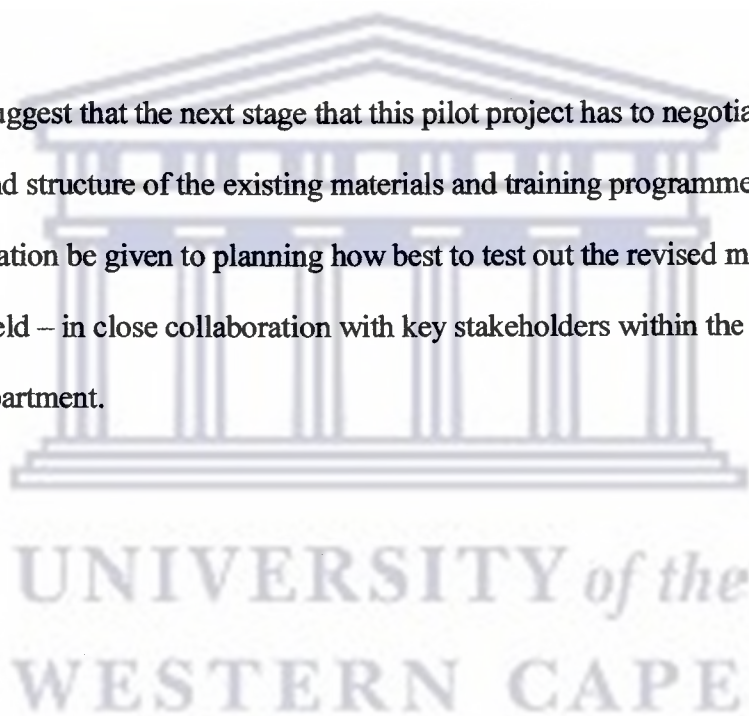 uggest that the next stage that this pilot project has to negotia
d structure of the existing materials and training programme
ation be given to planning how best to test out the revised m
eld – in close collaboration with key stakeholders within the
partment.
UNIVERSITY of the
WESTERN CAPE